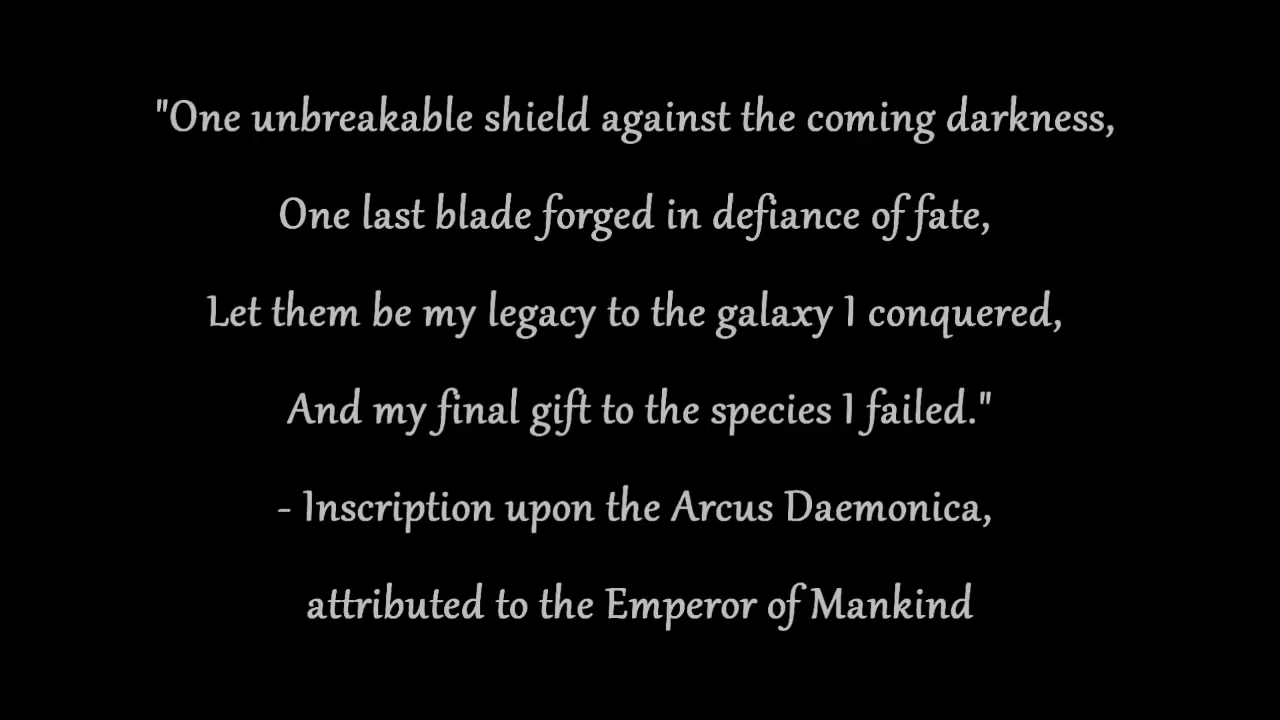 "One unbreakable shield against the coming darkness,
One last blade forged in defiance of fate,
Let them be my legacy to the galaxy I conquered,
And my final gift to the species I failed."
- Inscription upon the Arcus Daemonica,
attributed to the Emperor of Mankind